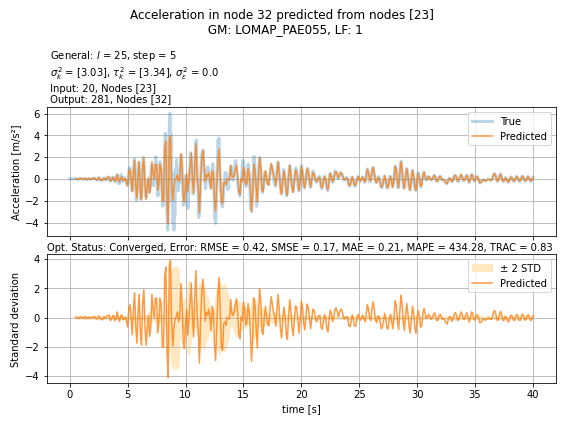 Acceleration in node 32 predicted from nodes [23]
GM: LOMAP_PAE055, LF: 1
General: l = 25, step = 5
σ²ₖ = [3.03], τ²ₖ = [3.34], σ²ε = 0.0
Input: 20, Nodes [23]
Output: 281, Nodes [32]
6
4
2
0
−2
−4
Acceleration [m/s²]
True
Predicted
Opt. Status: Converged, Error: RMSE = 0.42, SMSE = 0.17, MAE = 0.21, MAPE = 434.28, TRAC = 0.83
4
2
0
−2
−4
Standard deviation
± 2 STD
Predicted
0 5 10 15 20 25 30 35 40
time [s]